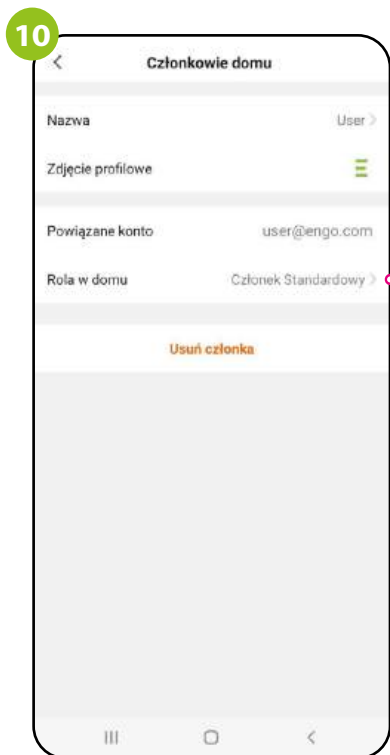 10
Członkowie domu
Nazwa User
Zdjęcie profilowe
Powiązane konto user@engo.com
Rola w domu Członek Standardowy
Usuń członka